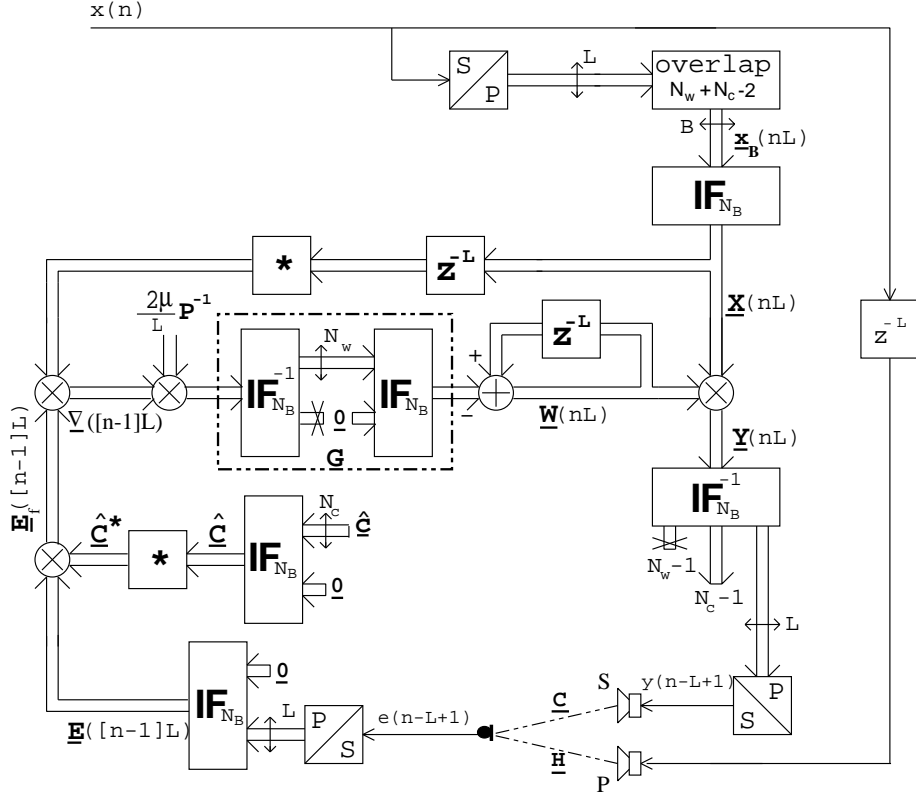 x(n)
S
P
L
overlap
N_w+N_c-2
B
x_B(nL)
IF_{N_B}
*
z^{-L}
X(nL)
z^{-L}
2μ/L P^{-1}
N_w
IF^{-1}_{N_B}
0
IF_{N_B}
G
+
z^{-L}
-
W(nL)
∇([n-1]L)
Y(nL)
IF^{-1}_{N_B}
N_w-1
N_c-1
L
E_f([n-1]L)
Ĉ*
*
Ĉ
IF_{N_B}
N_c
Ĉ
0
IF_{N_B}
0
L
E([n-1]L)
P
S
e(n-L+1)
C
H
S
P
y(n-L+1)
P
S